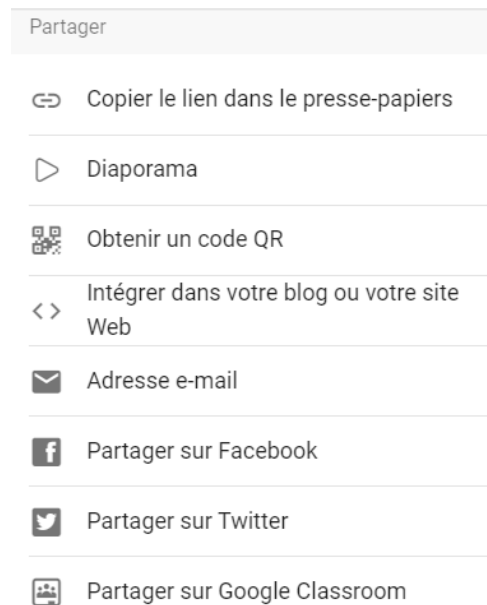 Partager
Copier le lien dans le presse-papiers
Diaporama
Obtenir un code QR
Intégrer dans votre blog ou votre site
Web
Adresse e-mail
Partager sur Facebook
Partager sur Twitter
Partager sur Google Classroom